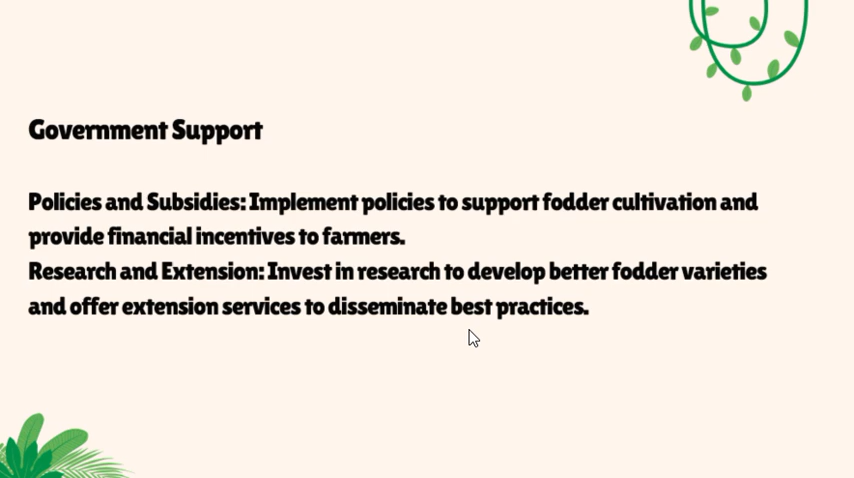 Government Support
Policies and Subsidies: Implement policies to support fodder cultivation and
provide financial incentives to farmers.
Research and Extension: Invest in research to develop better fodder varieties
and offer extension services to disseminate best practices.